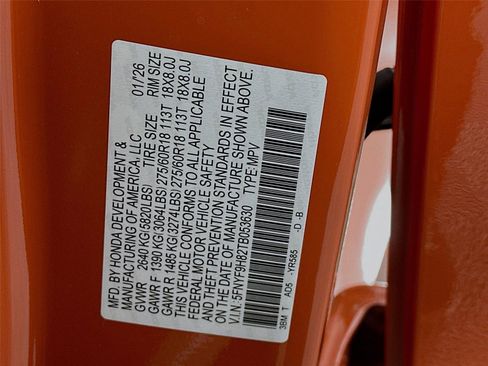 MFD. BY HONDA DEVELOPMENT &
MANUFACTURING OF AMERICA, LLC 01/26
GVWR 2640 KG(5820LBS) TIRE SIZE RIM SIZE
GAWR F 1390 KG(3064LBS) 275/60R18 113T 18X8.0J
GAWR R 1485 KG(3274LBS) 275/60R18 113T 18X8.0J
THIS VEHICLE CONFORMS TO ALL APPLICABLE
FEDERAL MOTOR VEHICLE SAFETY
AND THEFT PREVENTION STANDARDS IN EFFECT
ON THE DATE OF MANUFACTURE SHOWN ABOVE.
V.I.N: 5FNYF9H82TB053630 TYPE:MPV
3BM T AD5 -YR585 -D -B